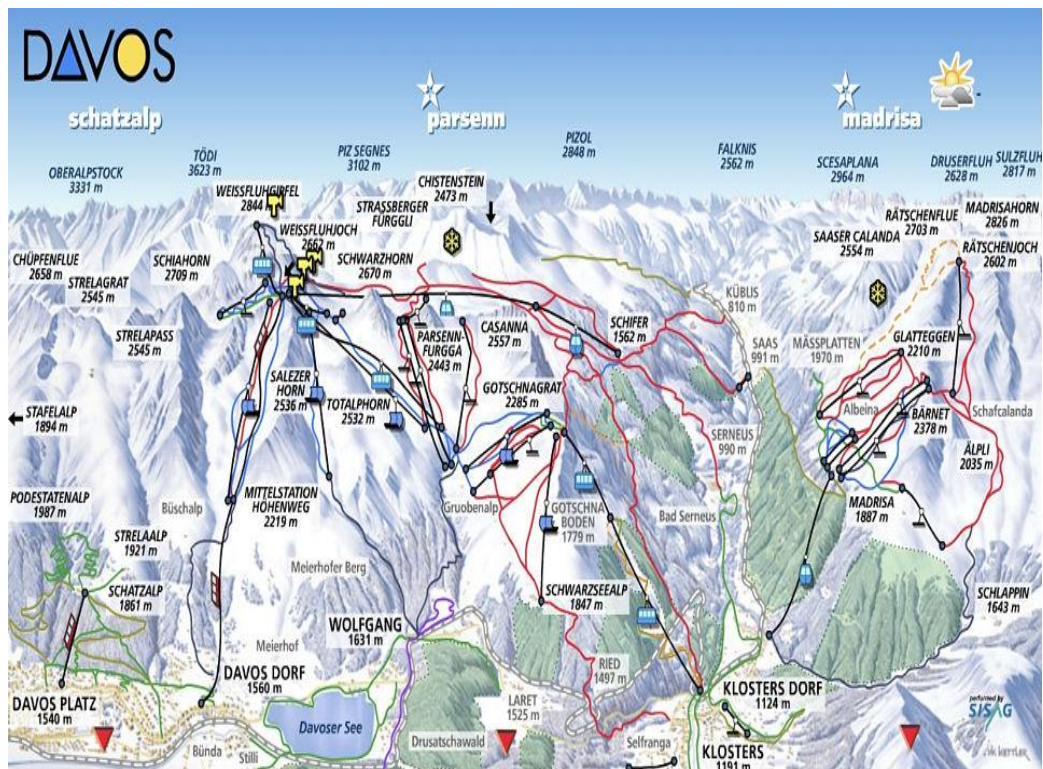 DAVOS
schatzalp
parsenn
madrisa
OBERALPSTOCK
3331 m
TÖDI
3623 m
PIZ SEGNES
3102 m
PIZOL
2848 m
FALKNIS
2562 m
SCESAPLANA
2964 m
DRUSERFLUH
2628 m
SULZFLUH
2817 m
WEISSFLUHGIPFEL
2844
WEISSFLUHJOCH
2662 m
STRASSBERGER
FÜRGGLI
CHISTENSTEIN
2473 m
RÄTSCHENFLUE
2703 m
MADRISAHORN
2826 m
SAASER CALANDA
2554 m
RÄTSCHENJOCH
2602 m
CHÜPFENFLUE
2658 m
STRELAGRAT
2545 m
SCHIAHORN
2709 m
SCHWARZHORN
2670 m
STRELAPASS
2545 m
SALEZER
HORN
2536 m
TOTALPHORN
2532 m
PARSENN-
FURGGA
2443 m
CASANNA
2557 m
SCHIFER
1562 m
KÜBLIS
810 m
SAAS
991 m
MÄSSPLATTEN
1970 m
GLATTEGGEN
2210 m
GOTSCHNAGRAT
2285 m
Albeina
BÄRNET
2378 m
Schafcalanda
STAFELALP
1894 m
SERNEUS
990 m
ÄLPLI
2035 m
PODESTATENALP
1987 m
Büschalp
MITTELSTATION
HÖHENWEG
2219 m
Gruobenalp
GOTSCHNA
BODEN
1779 m
Bad Serneus
MADRISA
1887 m
STRELAALP
1921 m
SCHATZALP
1861 m
Meierhofer Berg
SCHWARZSEEALP
1847 m
SCHLAPPIN
1643 m
WOLFGANG
1631 m
Meierhof
DAVOS PLATZ
1540 m
DAVOS DORF
1560 m
Davoser See
LARET
1525 m
RIED
1497 m
KLOSTERS DORF
1124 m
performed by
SISAG
Bünda
Stilli
Drusatschawald
Selfranga
KLOSTERS
1191 m